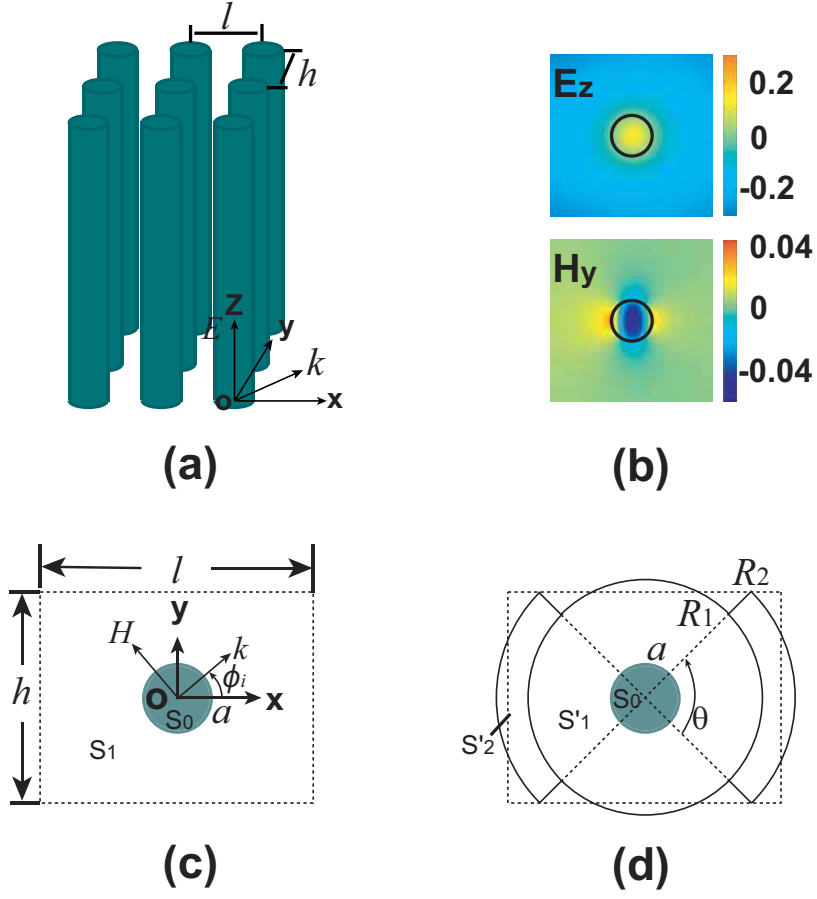 l
h
Z
E
y
k
o
x
(a)
Ez
0.2
0
-0.2
Hy
0.04
0
-0.04
(b)
l
y
H
k
ϕi
h
O
x
S0
a
S1
(c)
R2
R1
a
S0
θ
S'1
S'2
(d)